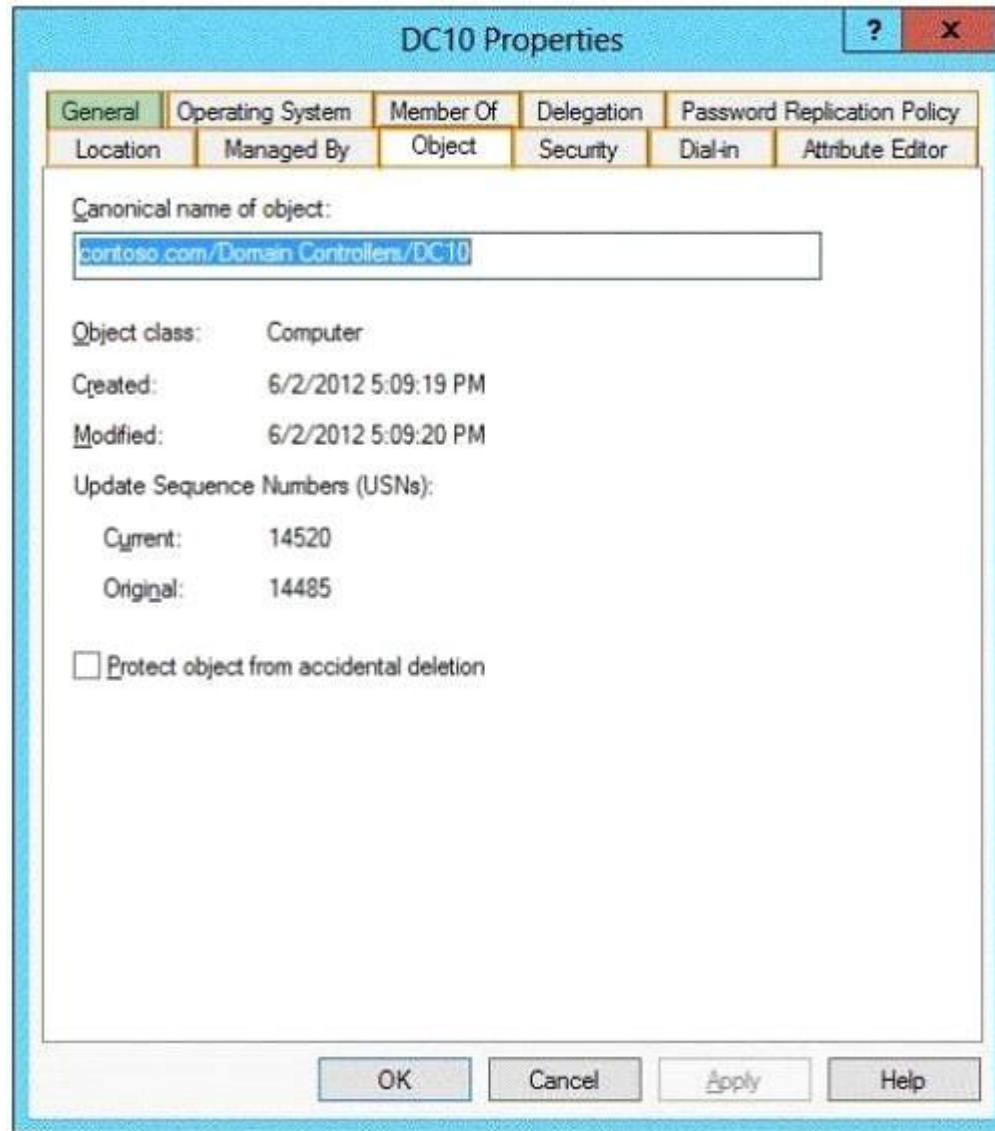 DC10 Properties
?
x
General Operating System Member Of Delegation Password Replication Policy
Location Managed By Object Security Dial-in Attribute Editor
Canonical name of object:
contoso.com/Domain Controllers/DC10
Object class: Computer
Created: 6/2/2012 5:09:19 PM
Modified: 6/2/2012 5:09:20 PM
Update Sequence Numbers (USNs):
Current: 14520
Original: 14485
Protect object from accidental deletion
OK Cancel Apply Help